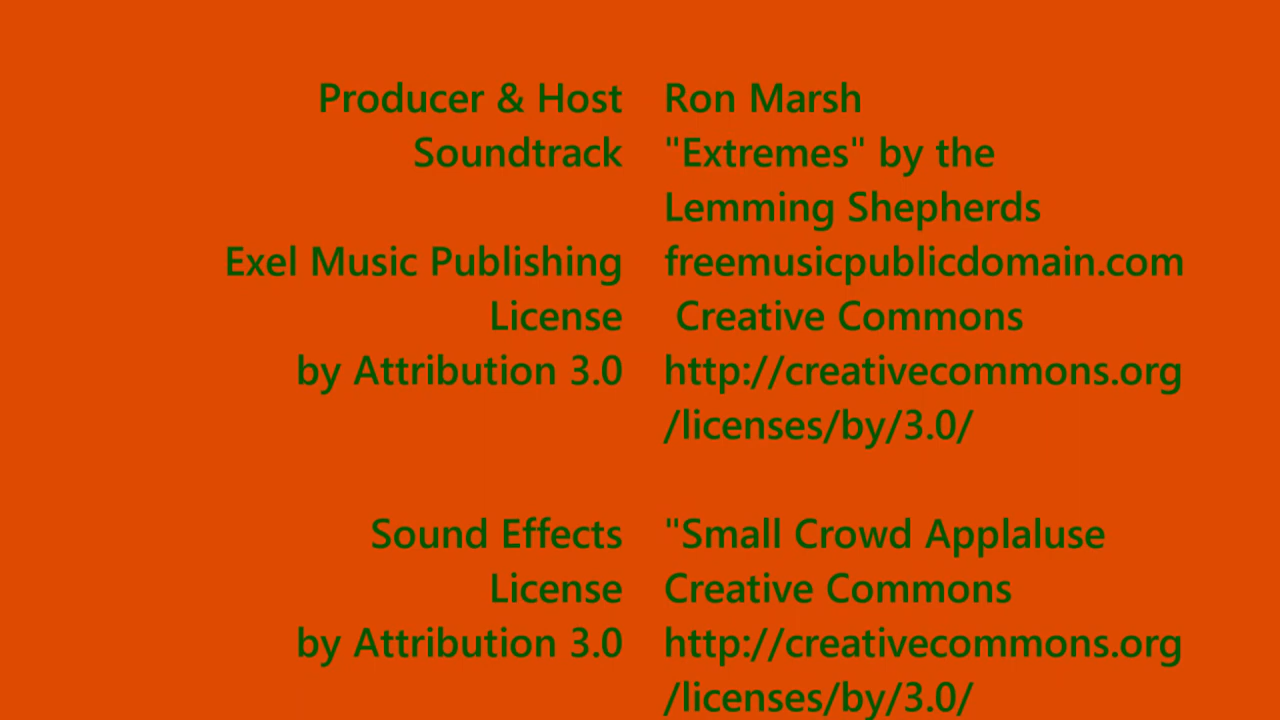 Producer & Host Ron Marsh
Soundtrack "Extremes" by the
Lemming Shepherds
Exel Music Publishing freemusicpublicdomain.com
License Creative Commons
by Attribution 3.0 http://creativecommons.org
/licenses/by/3.0/
Sound Effects "Small Crowd Applaluse
License Creative Commons
by Attribution 3.0 http://creativecommons.org
/licenses/by/3.0/